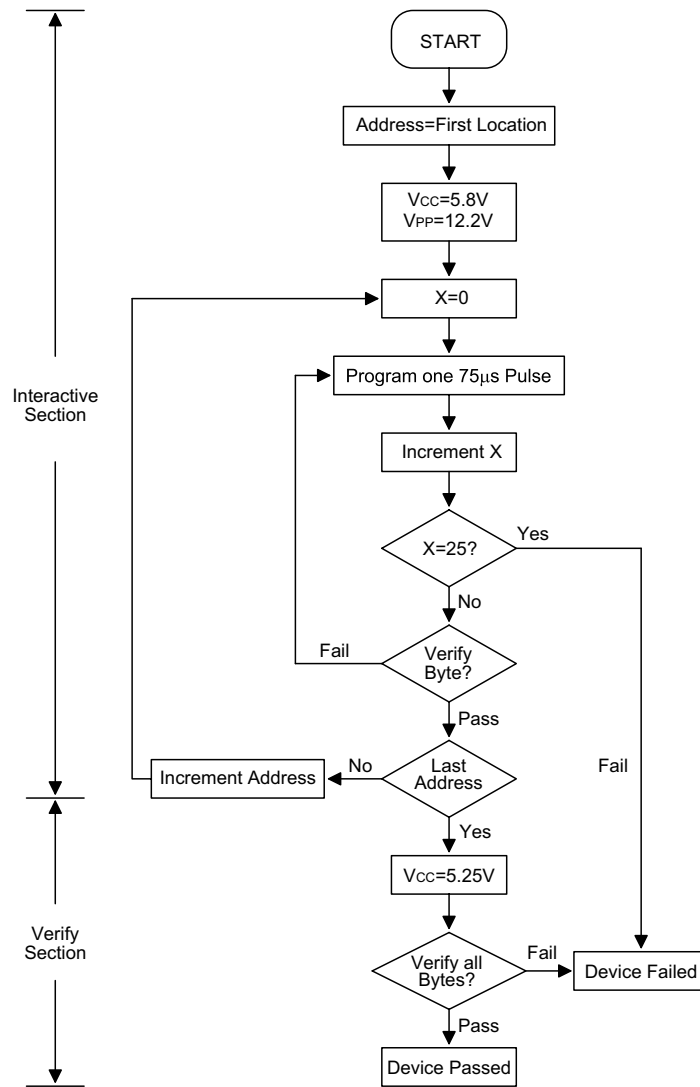 START
Address=First Location
VCC=5.8V
VPP=12.2V
X=0
Program one 75μs Pulse
Interactive
Section
Increment X
X=25?
Yes
No
Fail
Verify
Byte?
Pass
Increment Address
No
Last
Address
Fail
Yes
VCC=5.25V
Verify
Section
Verify all
Bytes?
Fail
Device Failed
Pass
Device Passed